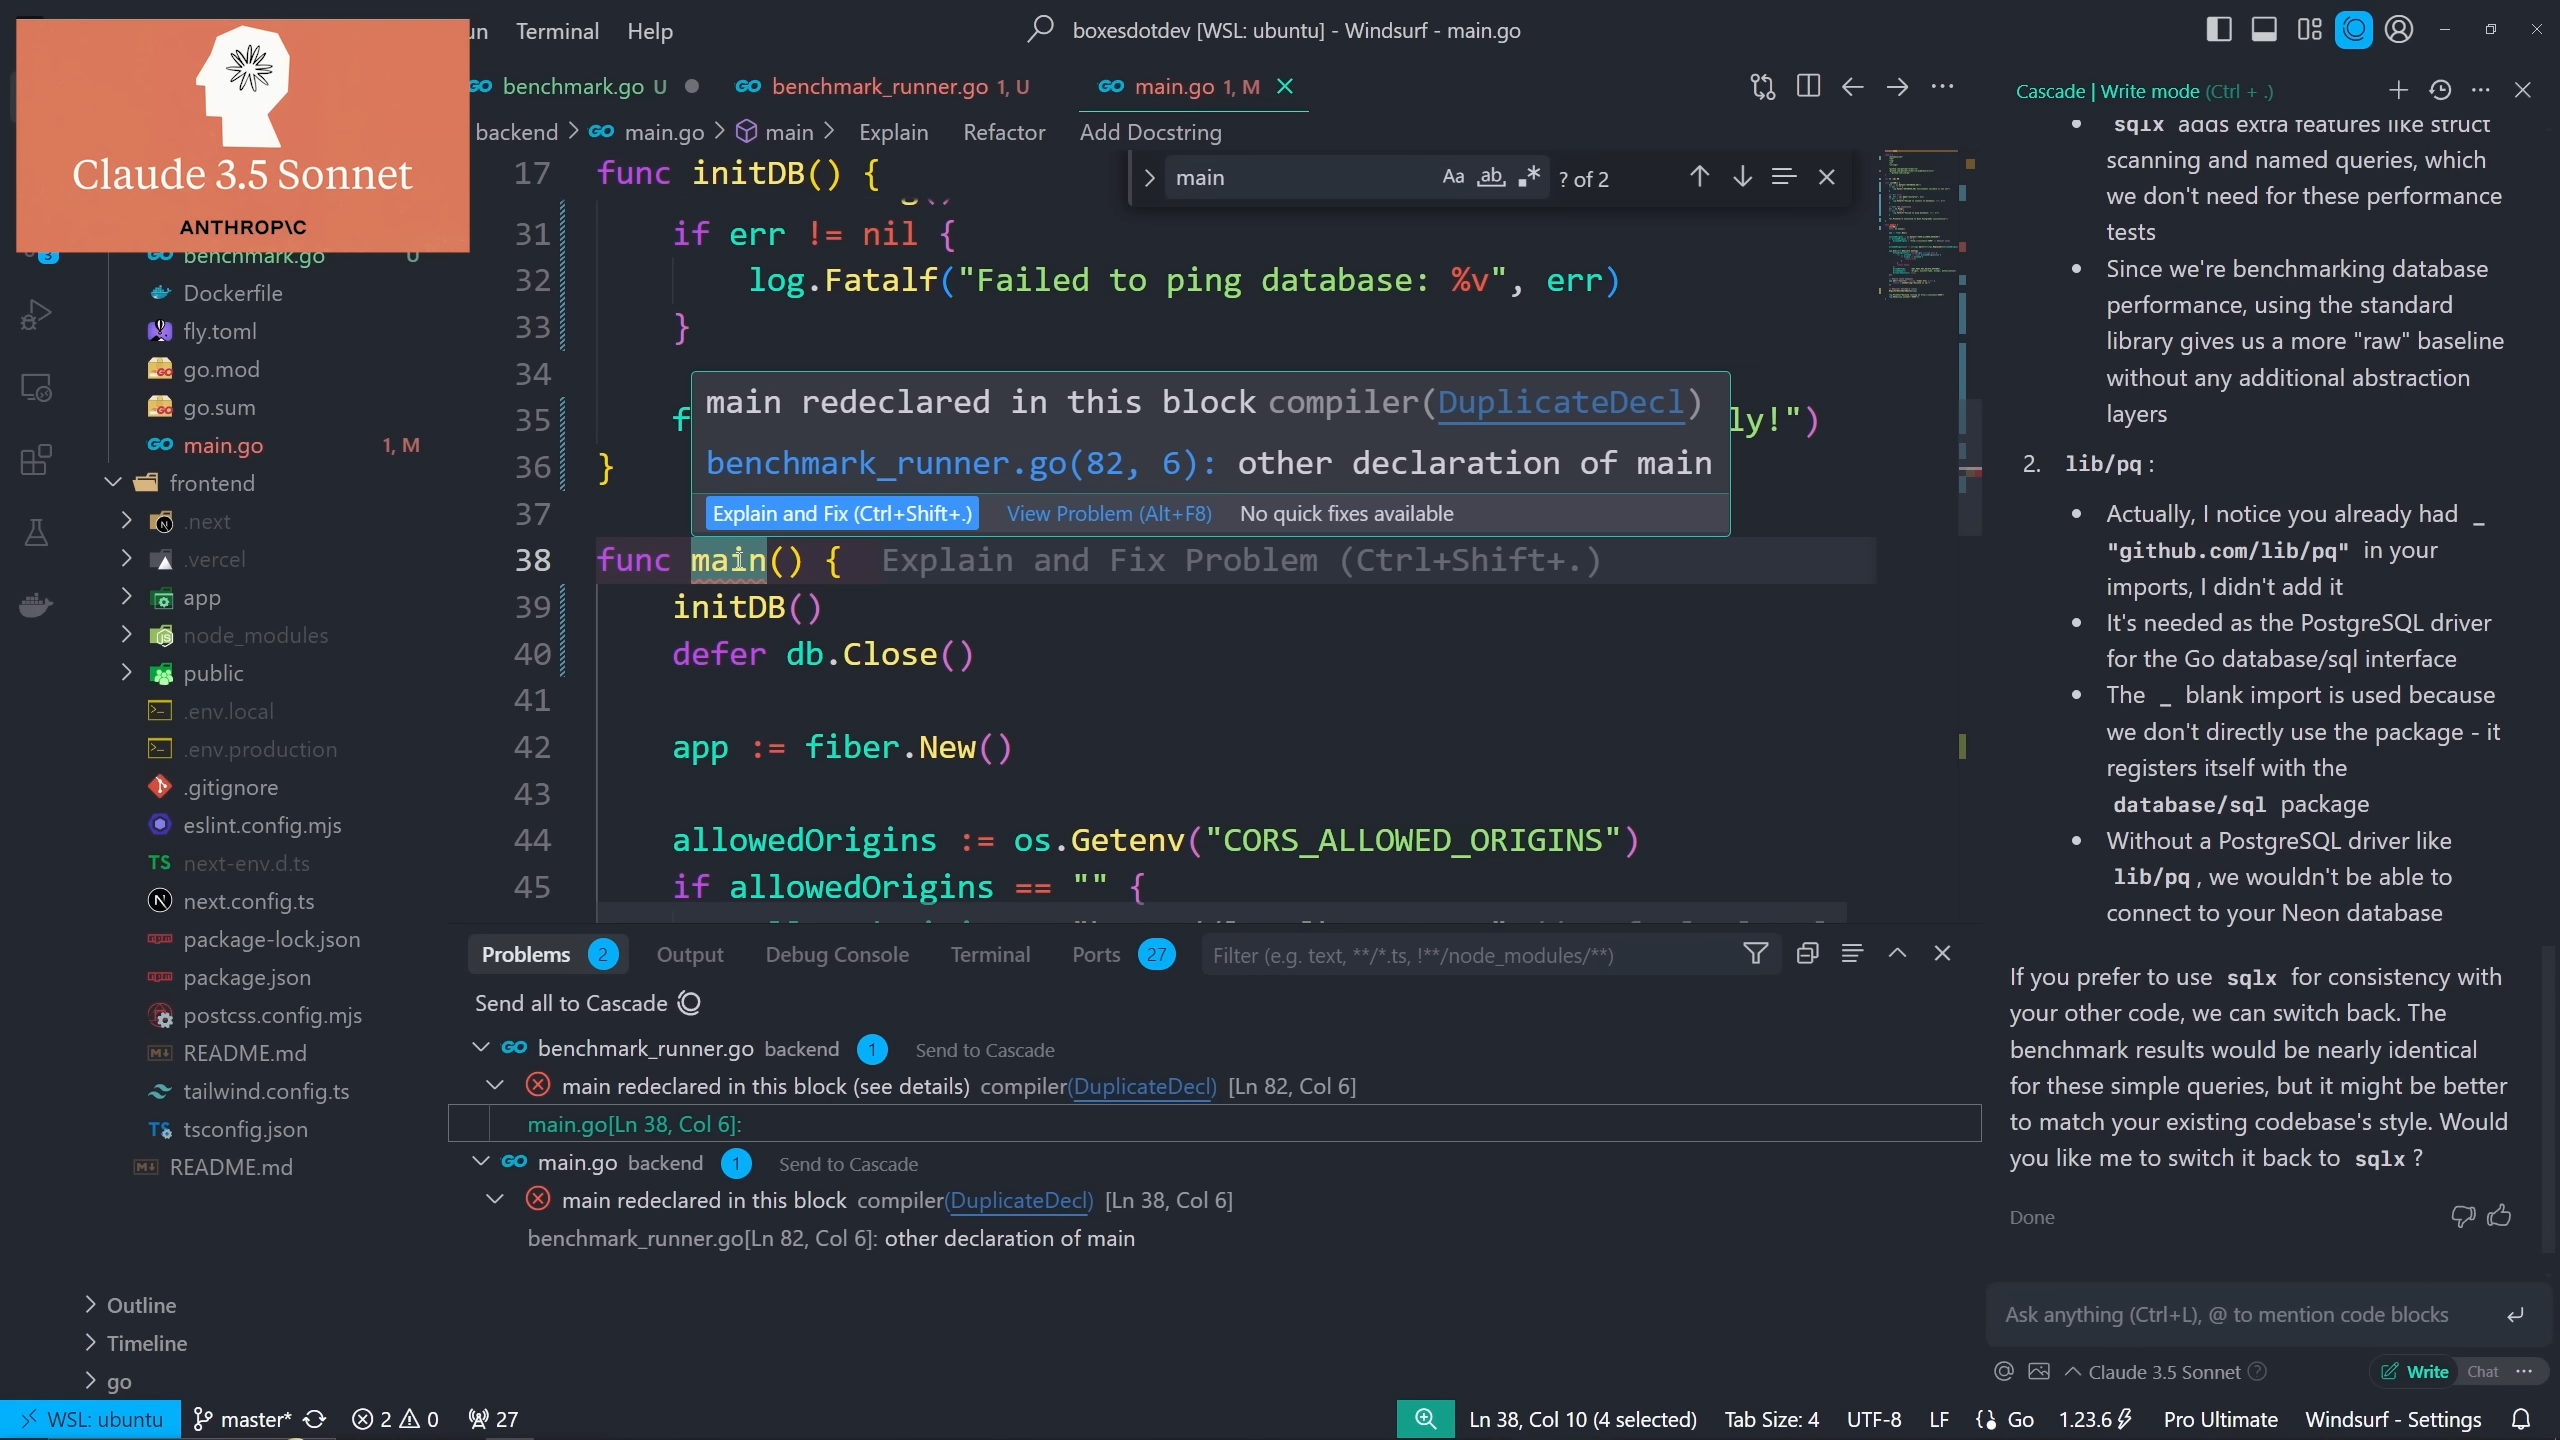 Claude 3.5 Sonnet
ANTHROP\C
Terminal Help
boxesdotdev [WSL: ubuntu] - Windsurf - main.go
benchmark.go U
benchmark_runner.go 1, U
main.go 1, M
backend > main.go > main > Explain Refactor Add Docstring
3
benchmark.go U
Dockerfile
fly.toml
go.mod
go.sum
main.go 1, M
frontend
.next
.vercel
app
node_modules
public
.env.local
.env.production
.gitignore
eslint.config.mjs
next-env.d.ts
next.config.ts
package-lock.json
package.json
postcss.config.mjs
README.md
tailwind.config.ts
tsconfig.json
README.md
Outline
Timeline
go
main
Aa ab ? of 2
17 func initDB() {
31 if err != nil {
32 log.Fatalf("Failed to ping database: %v", err)
33 }
34
35 f ly!")
36 }
37
main redeclared in this block compiler(DuplicateDecl)
benchmark_runner.go(82, 6): other declaration of main
Explain and Fix (Ctrl+Shift+.) View Problem (Alt+F8) No quick fixes available
38 func main() { Explain and Fix Problem (Ctrl+Shift+.)
39 initDB()
40 defer db.Close()
41
42 app := fiber.New()
43
44 allowedOrigins := os.Getenv("CORS_ALLOWED_ORIGINS")
45 if allowedOrigins == "" {
Problems 2 Output Debug Console Terminal Ports 27 Filter (e.g. text, **/*.ts, !**/node_modules/**)
Send all to Cascade
benchmark_runner.go backend 1 Send to Cascade
main redeclared in this block (see details) compiler(DuplicateDecl) [Ln 82, Col 6]
main.go[Ln 38, Col 6]:
main.go backend 1 Send to Cascade
main redeclared in this block compiler(DuplicateDecl) [Ln 38, Col 6]
benchmark_runner.go[Ln 82, Col 6]: other declaration of main
Cascade | Write mode (Ctrl + .)
• sqlx adds extra features like struct
scanning and named queries, which
we don't need for these performance
tests
• Since we're benchmarking database
performance, using the standard
library gives us a more "raw" baseline
without any additional abstraction
layers
2. lib/pq :
• Actually, I notice you already had _
"github.com/lib/pq" in your
imports, I didn't add it
• It's needed as the PostgreSQL driver
for the Go database/sql interface
• The _ blank import is used because
we don't directly use the package - it
registers itself with the
database/sql package
• Without a PostgreSQL driver like
lib/pq , we wouldn't be able to
connect to your Neon database
If you prefer to use sqlx for consistency with
your other code, we can switch back. The
benchmark results would be nearly identical
for these simple queries, but it might be better
to match your existing codebase's style. Would
you like me to switch it back to sqlx ?
Done
Ask anything (Ctrl+L), @ to mention code blocks
Claude 3.5 Sonnet Write Chat
WSL: ubuntu master* 2 0 27
Ln 38, Col 10 (4 selected) Tab Size: 4 UTF-8 LF Go 1.23.6 Pro Ultimate Windsurf - Settings